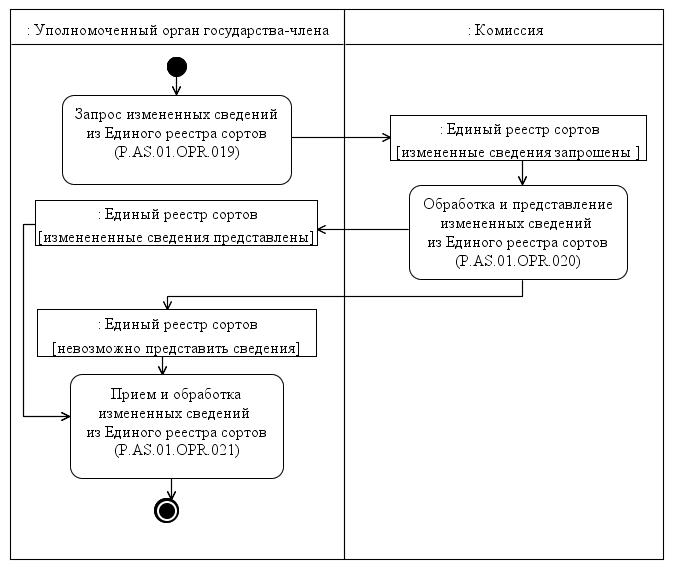 : Уполномоченный орган государства-члена
: Комиссия
Запрос измененных сведений
из Единого реестра сортов
(P.AS.01.OPR.019)
: Единый реестр сортов
[измененные сведения запрошены ]
Обработка и представление
измененных сведений
из Единого реестра сортов
(P.AS.01.OPR.020)
: Единый реестр сортов
[изменененные сведения представлены]
: Единый реестр сортов
[невозможно представить сведения]
Прием и обработка
измененных сведений
из Единого реестра сортов
(P.AS.01.OPR.021)